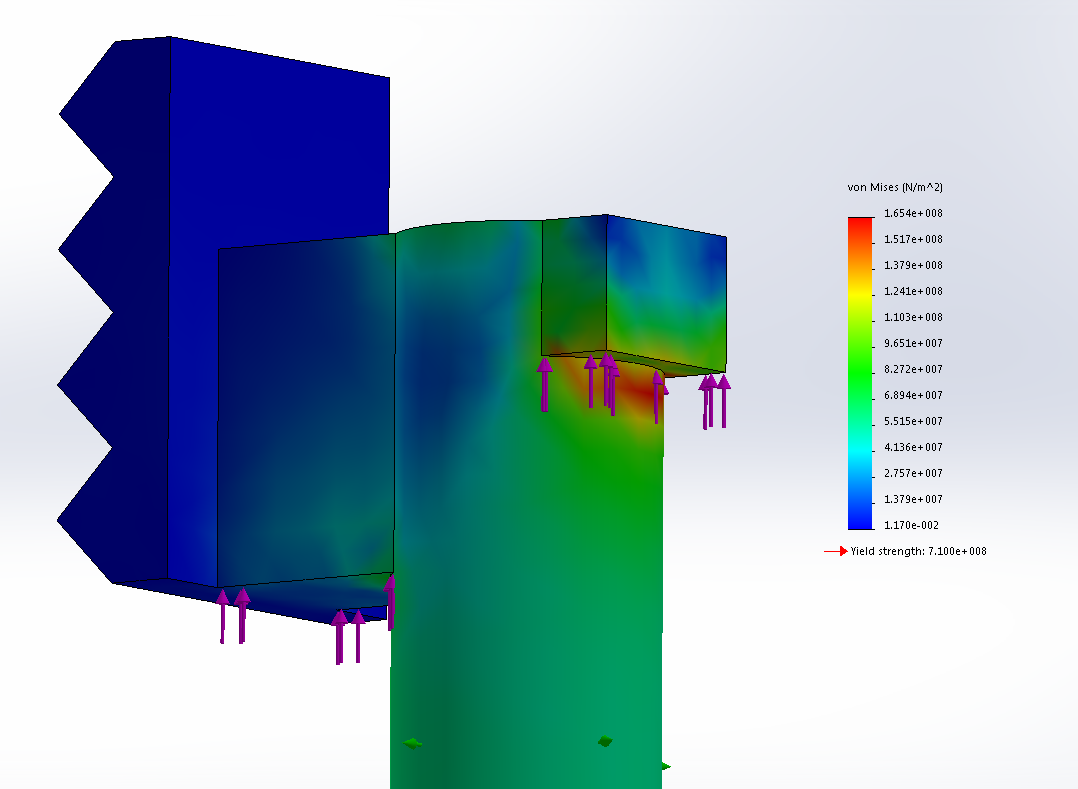 von Mises (N/m^2)
1.654e+008
1.517e+008
1.379e+008
1.241e+008
1.103e+008
9.651e+007
8.272e+007
6.894e+007
5.515e+007
4.136e+007
2.757e+007
1.379e+007
1.170e-002
Yield strength: 7.100e+008